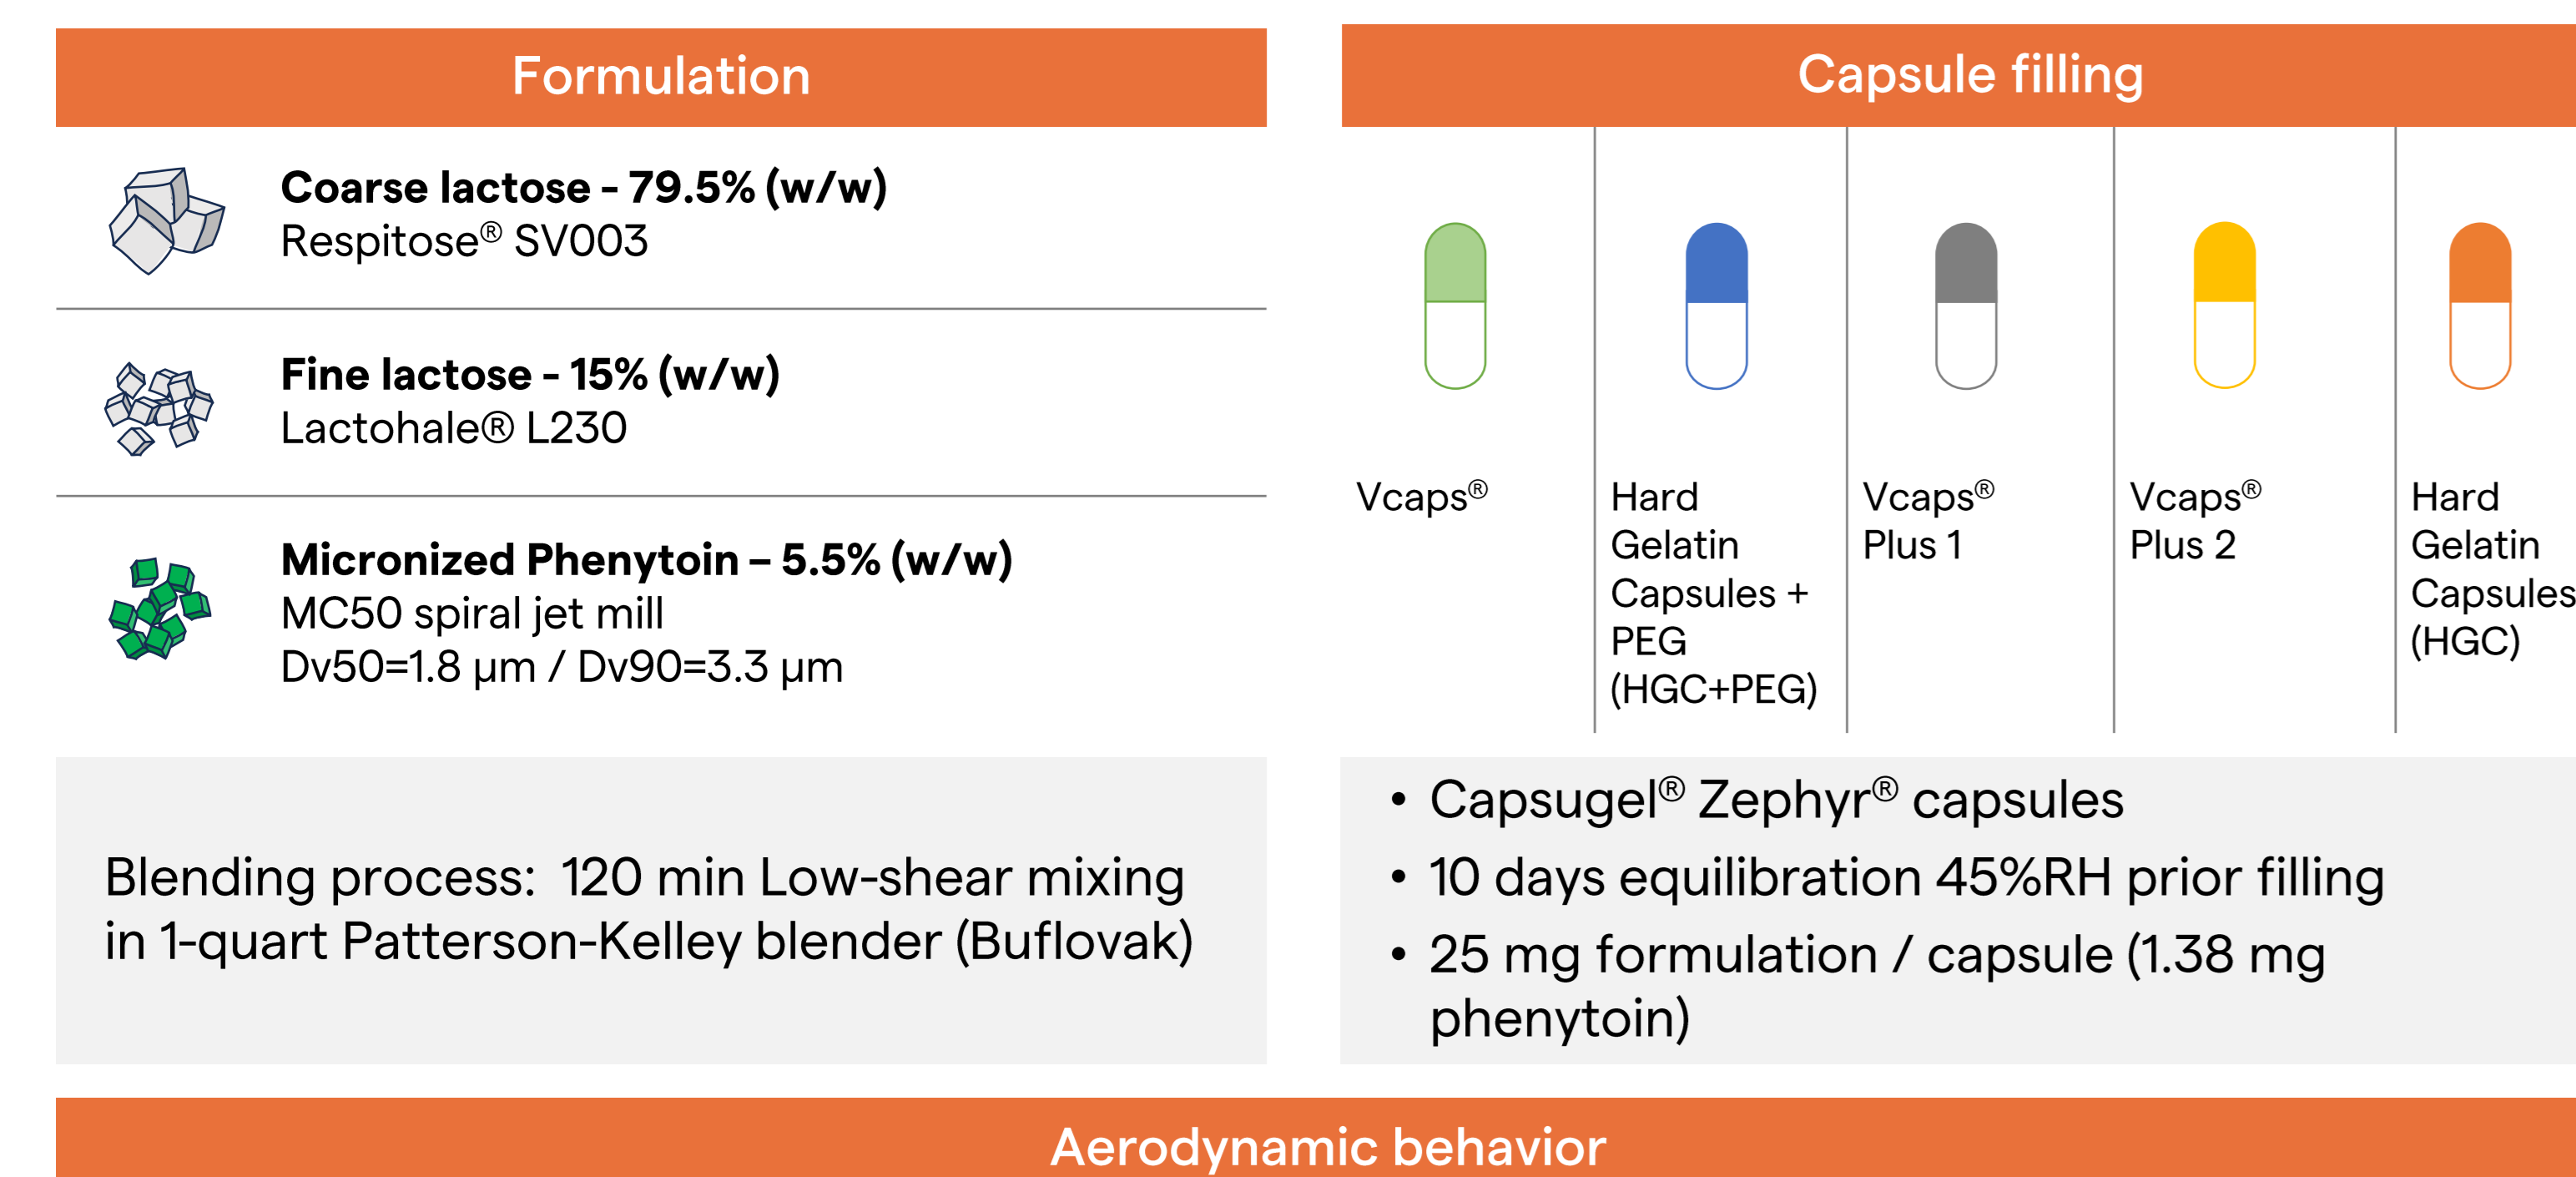 Formulation
Coarse lactose - 79.5% (w/w)
Respitose® SV003
Fine lactose - 15% (w/w)
Lactohale® L230
Micronized Phenytoin – 5.5% (w/w)
MC50 spiral jet mill
Dv50=1.8 µm / Dv90=3.3 µm
Blending process:  120 min Low-shear mixing
in 1-quart Patterson-Kelley blender (Buflovak)
Capsule filling
Vcaps®
Hard
Gelatin
Capsules +
PEG
(HGC+PEG)
Vcaps®
Plus 1
Vcaps®
Plus 2
Hard
Gelatin
Capsules
(HGC)
• Capsugel® Zephyr® capsules
• 10 days equilibration 45%RH prior filling
• 25 mg formulation / capsule (1.38 mg
phenytoin)
Aerodynamic behavior